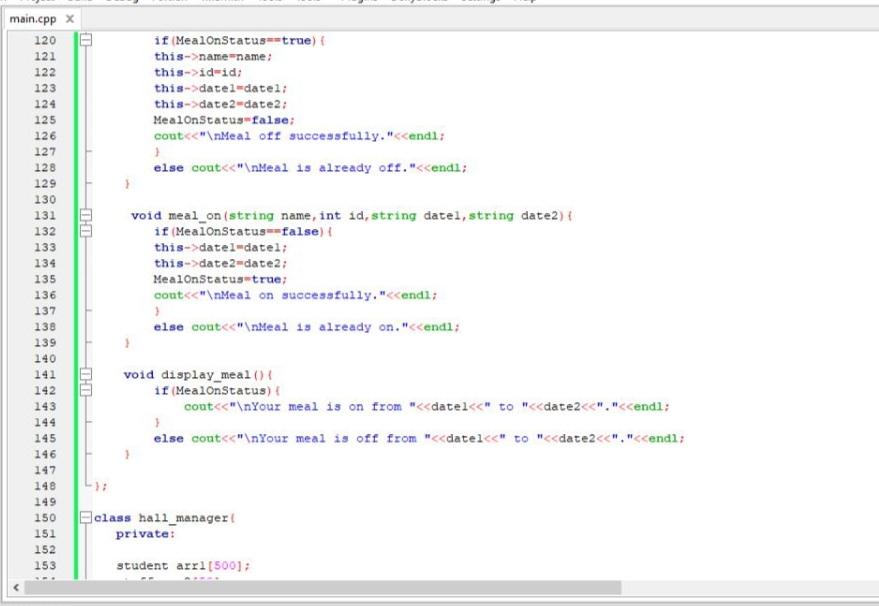 main.cpp X
120 if(MealOnStatus==true){
121 this->name=name;
122 this->id=id;
123 this->date1=date1;
124 this->date2=date2;
125 MealOnStatus=false;
126 cout<<"\nMeal off successfully."<<endl;
127 }
128 else cout<<"\nMeal is already off."<<endl;
129 }
130
131 void meal_on(string name,int id,string date1,string date2){
132 if(MealOnStatus==false){
133 this->date1=date1;
134 this->date2=date2;
135 MealOnStatus=true;
136 cout<<"\nMeal on successfully."<<endl;
137 }
138 else cout<<"\nMeal is already on."<<endl;
139 }
140
141 void display_meal(){
142 if(MealOnStatus){
143 cout<<"\nYour meal is on from "<<date1<<" to "<<date2<<"."<<endl;
144 }
145 else cout<<"\nYour meal is off from "<<date1<<" to "<<date2<<"."<<endl;
146 }
147
148 };
149
150 class hall_manager{
151 private:
152
153 student arr1[500];